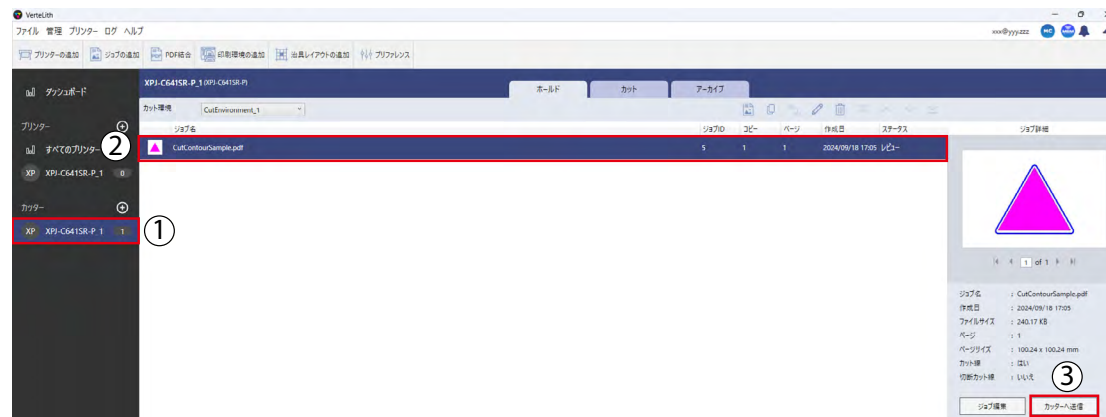 VerteLith
ファイル 管理 プリンター ログ ヘルプ
xxx@yyy.zzz MC
プリンターの追加 ジョブの追加 PDF結合 印刷環境の追加 治具レイアウトの追加 プリファレンス
ダッシュボード
XPJ-C641SR-P_1 (XPJ-C641SR-P)
ホールド カット アーカイブ
カット環境 CutEnvironment_1
プリンター
ジョブ名 ジョブID コピー ページ 作成日 ステータス ジョブ詳細
②
すべてのプリンター
CutContourSample.pdf 5 1 1 2024/09/18 17:05 レビュー
XP XPJ-C641SR-P_1 0
カッター
①
XP XPJ-C641SR-P_1 1
1 of 1
ジョブ名 : CutContourSample.pdf
作成日 : 2024/09/18 17:05
ファイルサイズ : 240.17 KB
ページ : 1
ページサイズ : 100.24 x 100.24 mm
カット線 : はい
切断カット線 : いいえ
③
ジョブ編集 カッターへ送信